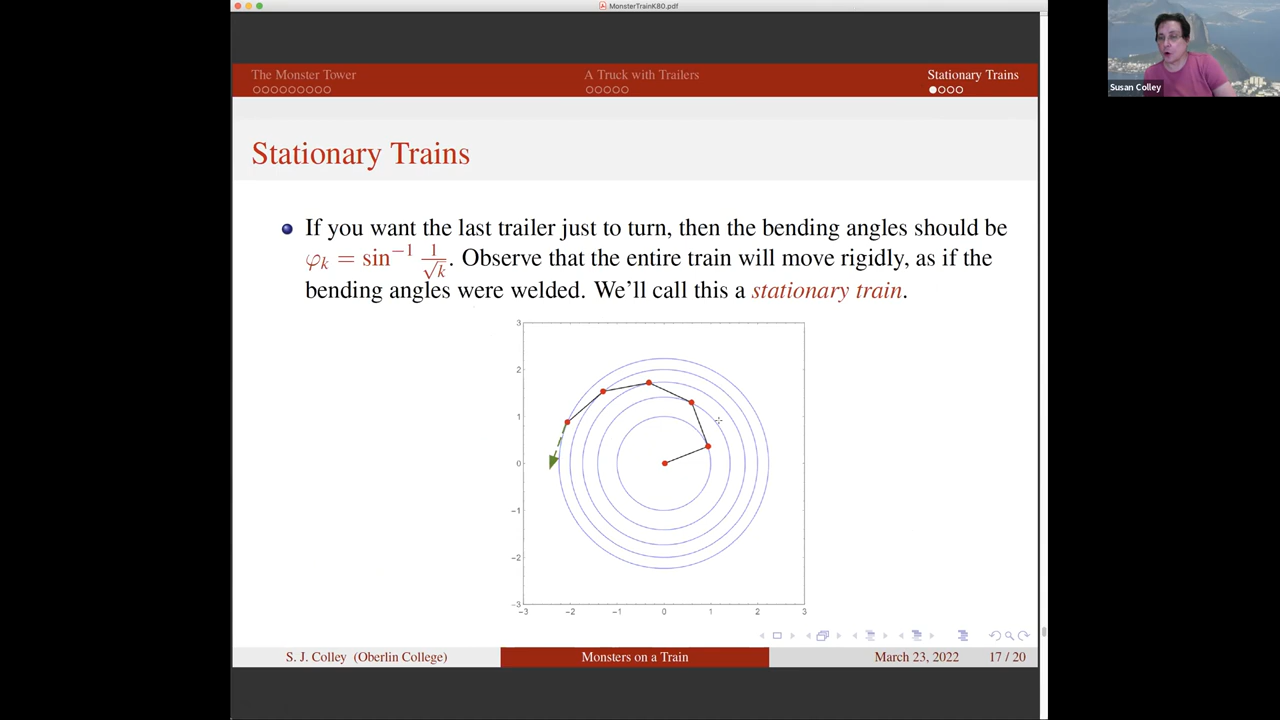 MonsterTrainK80.pdf
The Monster Tower
A Truck with Trailers
Stationary Trains
Susan Colley
Stationary Trains
If you want the last trailer just to turn, then the bending angles should be
φₖ = sin⁻¹ 1/√k. Observe that the entire train will move rigidly, as if the
bending angles were welded. We'll call this a stationary train.
3
2
1
0
−1
−2
−3
−3 −2 −1 0 1 2 3
S. J. Colley (Oberlin College)
Monsters on a Train
March 23, 2022
17 / 20